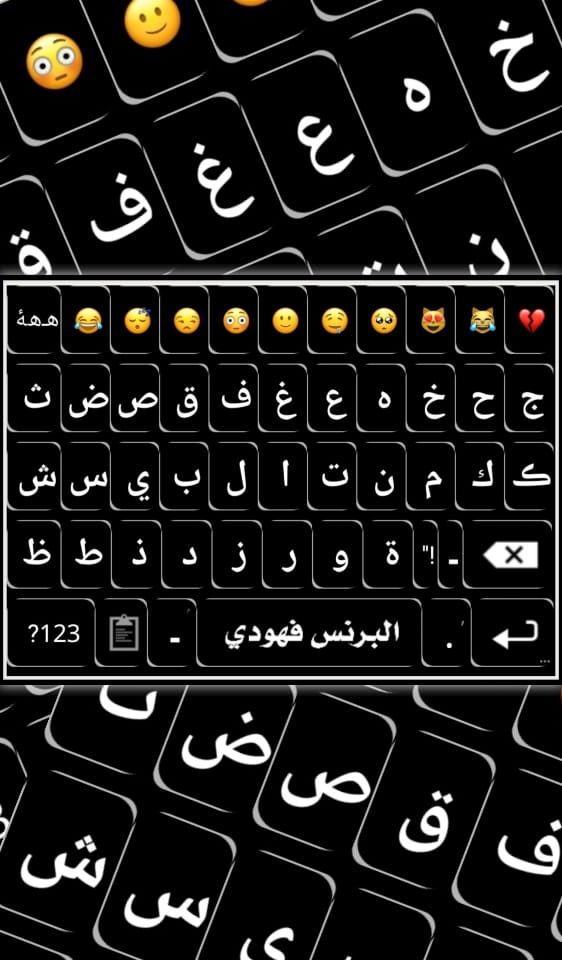 خ
ه
ع
غ
ف
ق
ن
ههههٔ 😂 😴 😒 😳 🙂 🤤 🥺 😻 😹 💔
ض ص ث ق ف غ ع ه خ ح ج
ش س ي ب ل ا ت ن م ك ک
ظ ط ذ د ز ر و ة "! ـ
?123 ـ البرنس فهودي .
ض
ص
ق
ف
ش
س
ي